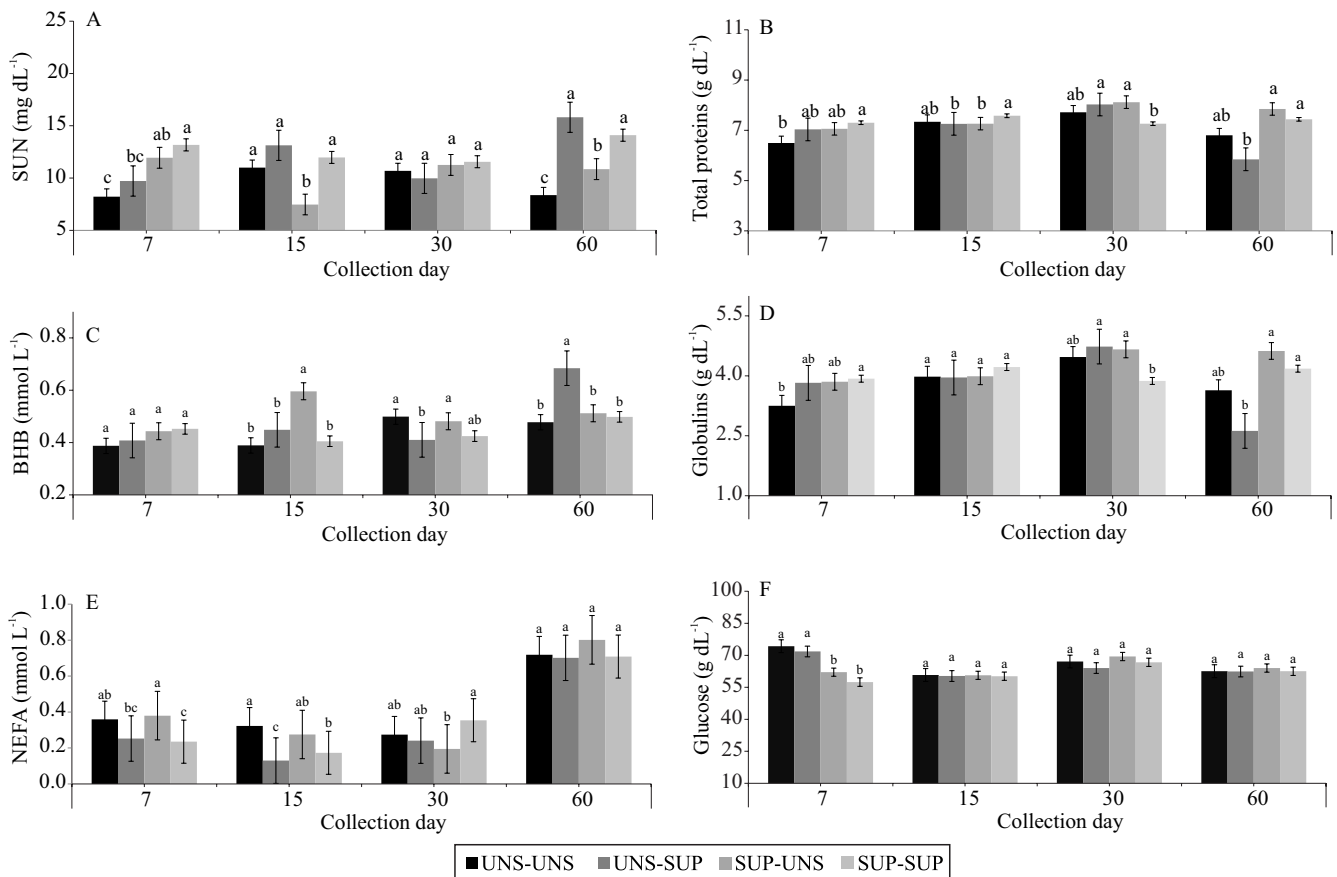 A
SUN (mg dL-1)
25
20
15
10
5
c bc ab a
a a b a
a a a a
c a b a
7 15 30 60
Collection day
B
Total proteins (g dL-1)
11
9
7
5
3
b ab ab a
ab b b a
ab a a b
ab b a a
7 15 30 60
Collection day
C
BHB (mmol L-1)
0.8
0.6
0.4
0.2
a a a a
b b a b
a b a ab
b a b b
7 15 30 60
Collection day
D
Globulins (g dL-1)
5.5
4.0
2.5
1.0
b ab ab a
a a a a
ab a a b
ab b a a
7 15 30 60
Collection day
E
NEFA (mmol L-1)
1.0
0.8
0.6
0.4
0.2
0.0
ab bc a c
a c ab b
ab ab b a
a a a a
7 15 30 60
Collection day
F
Glucose (g dL-1)
100
85
70
55
40
25
10
a a b b
a a a a
a a a a
a a a a
7 15 30 60
Collection day
UNS-UNS UNS-SUP SUP-UNS SUP-SUP